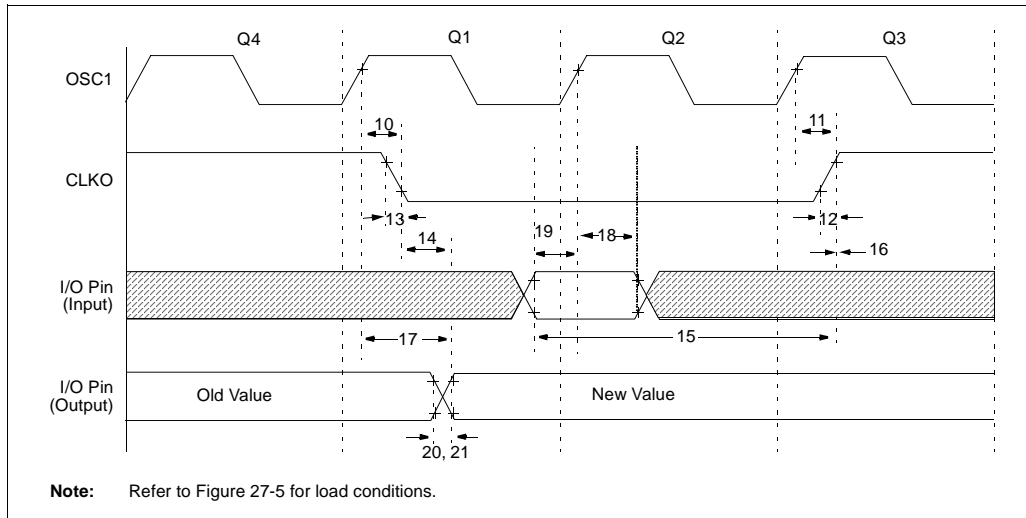 Q4 Q1 Q2 Q3
OSC1
10 11
CLKO
13 12
14 19 18 16
I/O Pin
(Input)
17 15
I/O Pin
(Output)
Old Value New Value
20, 21
Note: Refer to Figure 27-5 for load conditions.